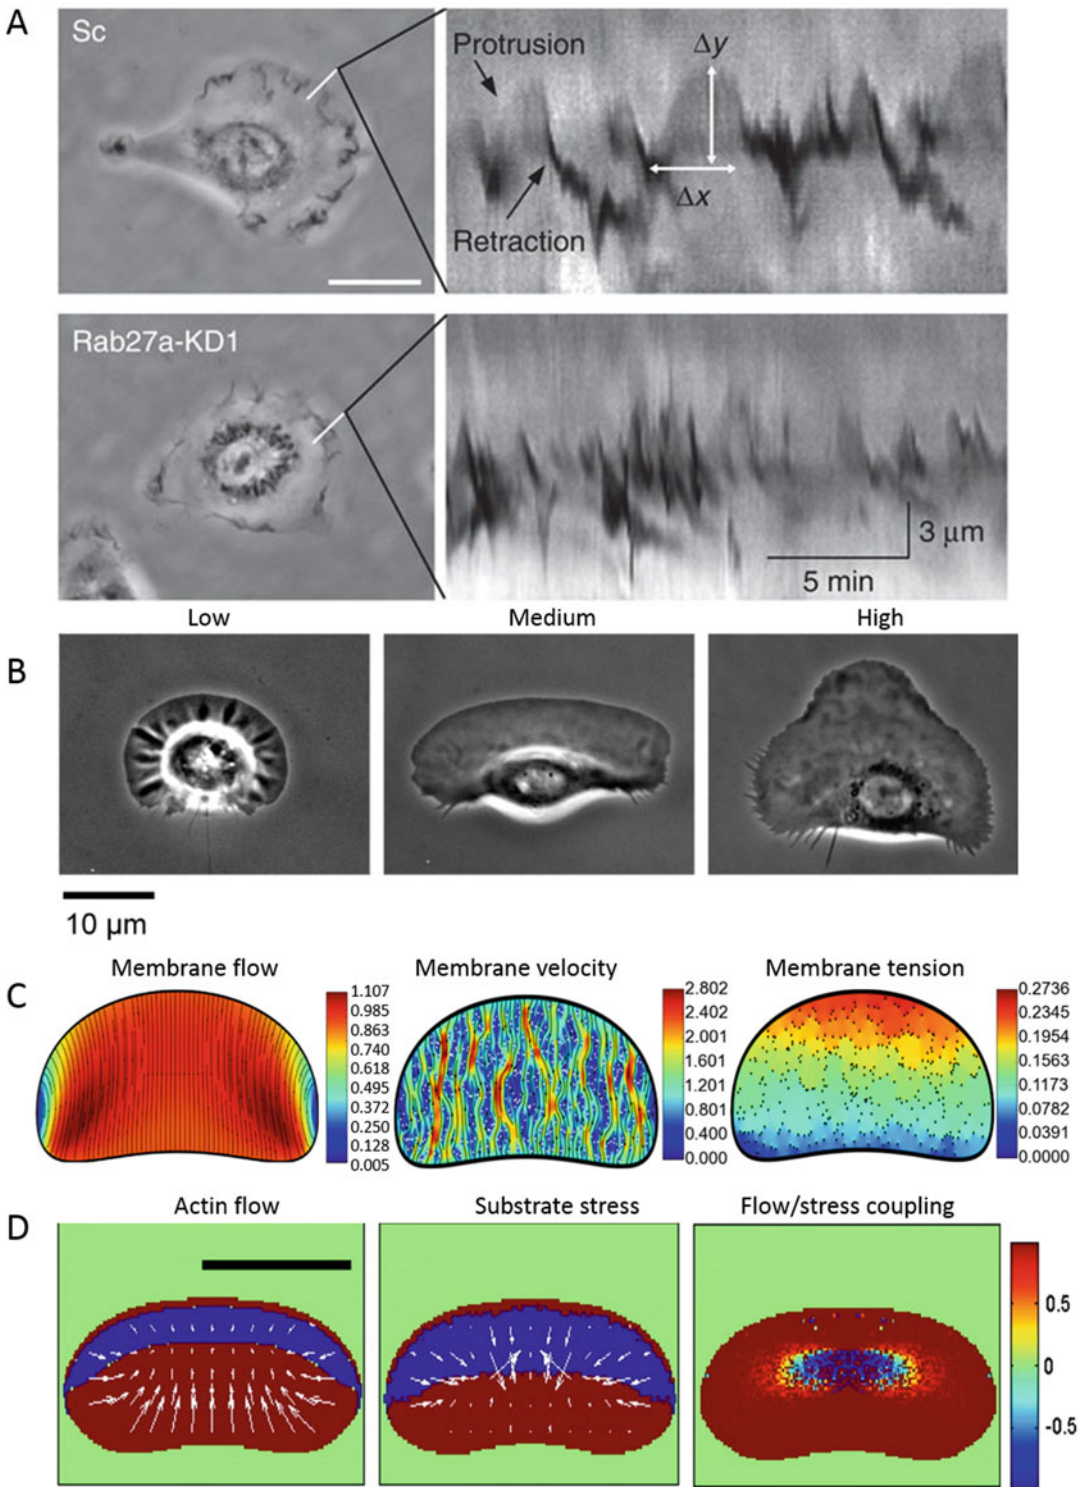 A
Sc
Protrusion
Δy
Δx
Retraction
Rab27a-KD1
3 μm
5 min
Low
Medium
High
B
10 μm
Membrane flow
Membrane velocity
Membrane tension
C
1.107
0.985
0.863
0.740
0.618
0.495
0.372
0.250
0.128
0.005
2.802
2.402
2.001
1.601
1.201
0.801
0.400
0.000
0.2736
0.2345
0.1954
0.1563
0.1173
0.0782
0.0391
0.0000
D
Actin flow
Substrate stress
Flow/stress coupling
0.5
0
-0.5